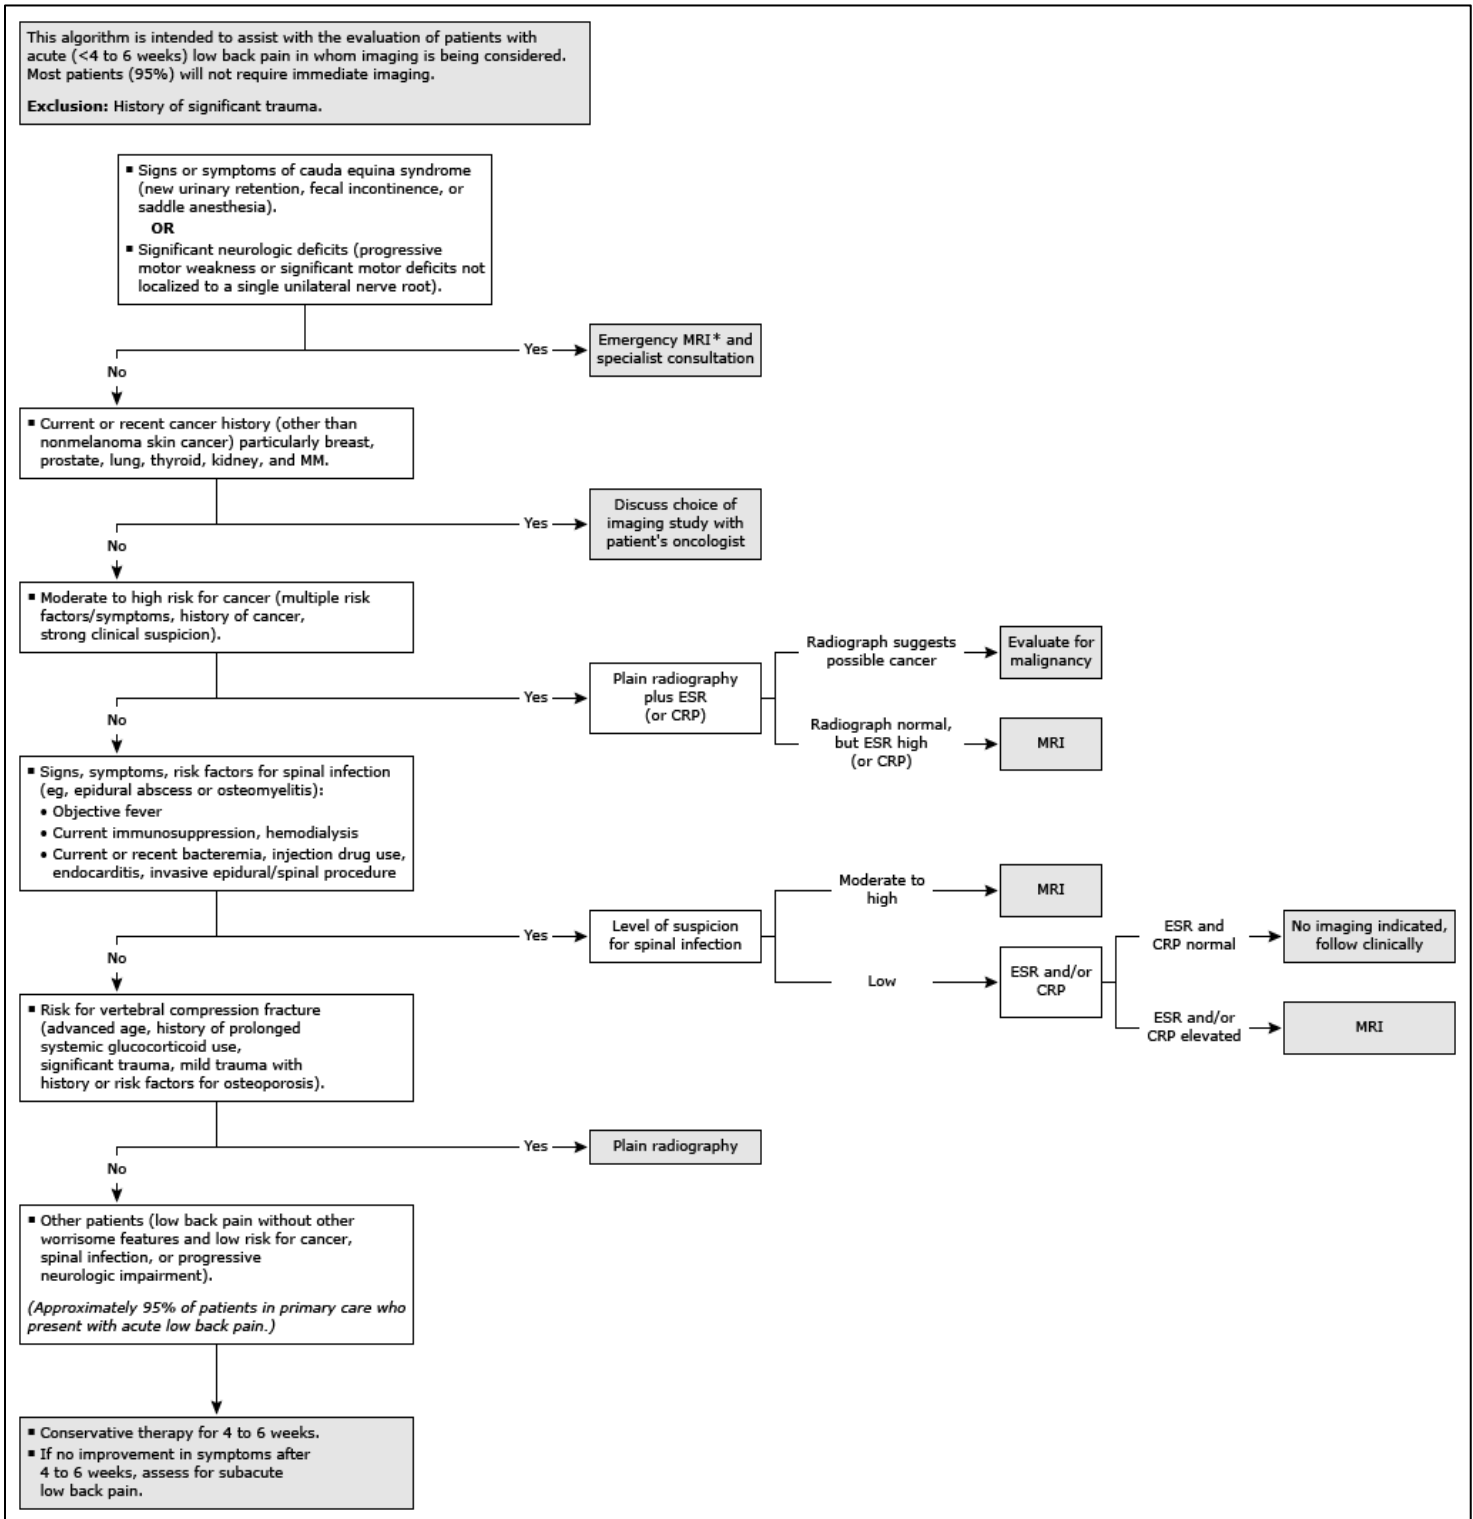 This algorithm is intended to assist with the evaluation of patients with
acute (<4 to 6 weeks) low back pain in whom imaging is being considered.
Most patients (95%) will not require immediate imaging.
Exclusion: History of significant trauma.
▪ Signs or symptoms of cauda equina syndrome
(new urinary retention, fecal incontinence, or
saddle anesthesia).
OR
▪ Significant neurologic deficits (progressive
motor weakness or significant motor deficits not
localized to a single unilateral nerve root).
Yes
Emergency MRI* and
specialist consultation
No
▪ Current or recent cancer history (other than
nonmelanoma skin cancer) particularly breast,
prostate, lung, thyroid, kidney, and MM.
Yes
Discuss choice of
imaging study with
patient's oncologist
No
▪ Moderate to high risk for cancer (multiple risk
factors/symptoms, history of cancer,
strong clinical suspicion).
Yes
Plain radiography
plus ESR
(or CRP)
Radiograph suggests
possible cancer
Evaluate for
malignancy
Radiograph normal,
but ESR high
(or CRP)
MRI
No
▪ Signs, symptoms, risk factors for spinal infection
(eg, epidural abscess or osteomyelitis):
• Objective fever
• Current immunosuppression, hemodialysis
• Current or recent bacteremia, injection drug use,
endocarditis, invasive epidural/spinal procedure
Yes
Level of suspicion
for spinal infection
Moderate to
high
MRI
Low
ESR and/or
CRP
ESR and
CRP normal
No imaging indicated,
follow clinically
ESR and/or
CRP elevated
MRI
No
▪ Risk for vertebral compression fracture
(advanced age, history of prolonged
systemic glucocorticoid use,
significant trauma, mild trauma with
history or risk factors for osteoporosis).
Yes
Plain radiography
No
▪ Other patients (low back pain without other
worrisome features and low risk for cancer,
spinal infection, or progressive
neurologic impairment).
(Approximately 95% of patients in primary care who
present with acute low back pain.)
▪ Conservative therapy for 4 to 6 weeks.
▪ If no improvement in symptoms after
4 to 6 weeks, assess for subacute
low back pain.